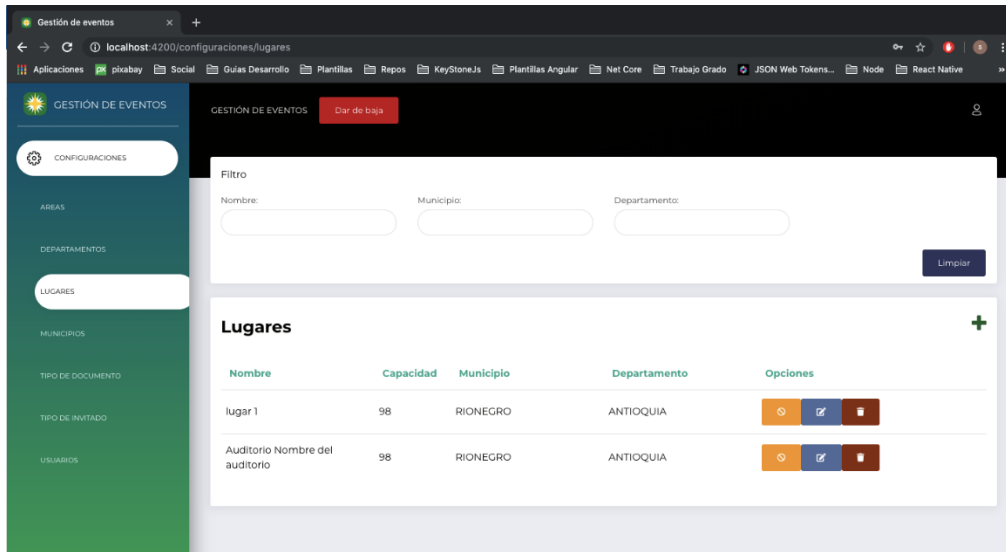 Gestión de eventos
localhost:4200/configuraciones/lugares
Aplicaciones px pixabay Social Guias Desarrollo Plantillas Repos KeyStoneJs Plantillas Angular Net Core Trabajo Grado JSON Web Tokens... Node React Native »
GESTIÓN DE EVENTOS
GESTIÓN DE EVENTOS Dar de baja
CONFIGURACIONES
AREAS
DEPARTAMENTOS
LUGARES
MUNICIPIOS
TIPO DE DOCUMENTO
TIPO DE INVITADO
USUARIOS
Filtro
Nombre: Municipio: Departamento:
Limpiar
Lugares
Nombre Capacidad Municipio Departamento Opciones
lugar 1 98 RIONEGRO ANTIOQUIA
Auditorio Nombre del
auditorio 98 RIONEGRO ANTIOQUIA